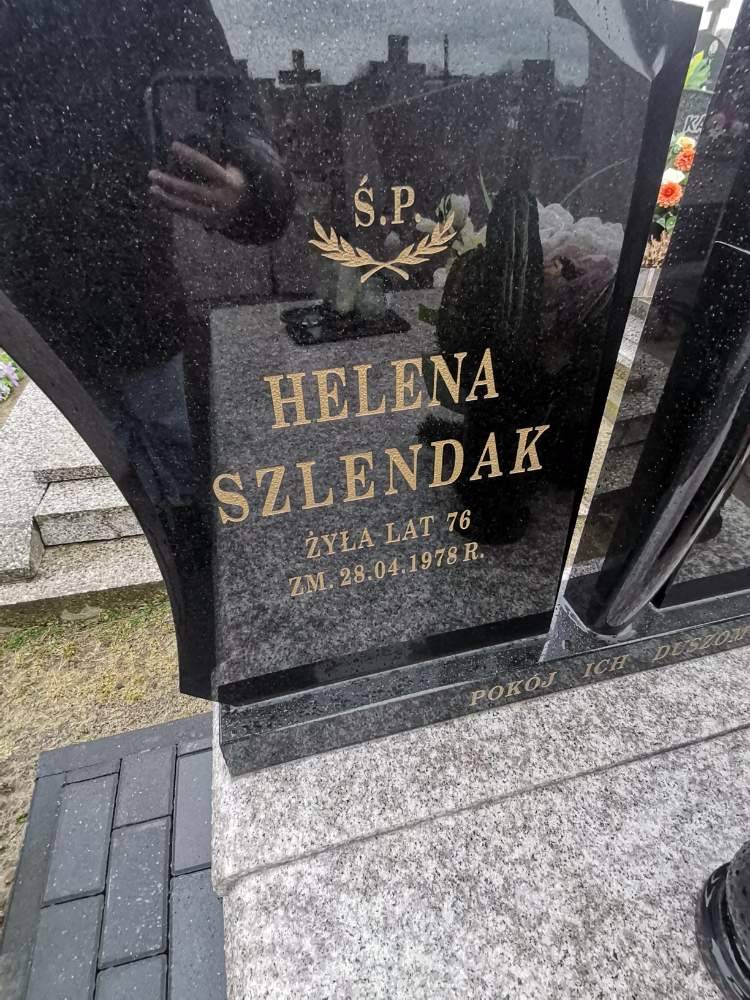 Ś.P.
HELENA
SZLENDAK
ŻYŁA LAT 76
ZM. 28.04.1978 R.
POKÓJ ICH DUSZOM